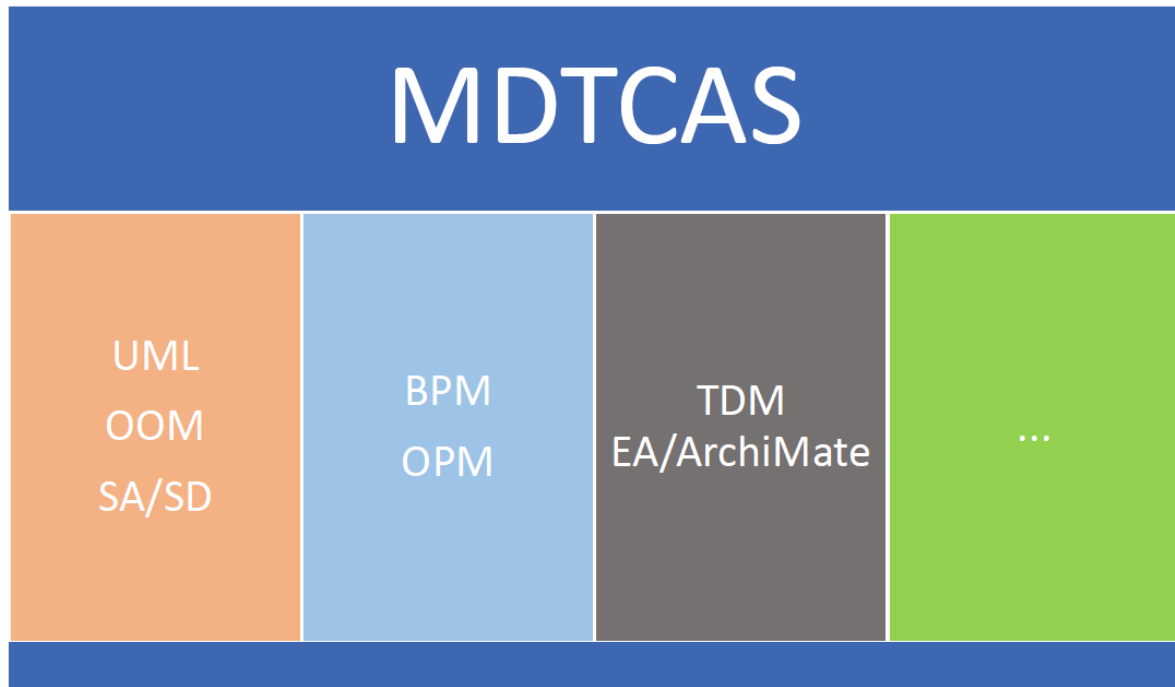 MDTCAS
UML
OOM
SA/SD
BPM
OPM
TDM
EA/ArchiMate
...